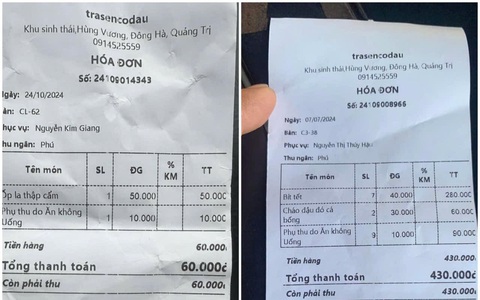 trasencodau
Khu sinh thái,Hùng Vương, Đông Hà, Quảng Trị
0914525559
HÓA ĐƠN
Số: 24109014343
Ngày: 24/10/2024
Bàn: CL-62
Phục vụ: Nguyễn Kim Giang
Thu ngân: Phú
Tên món SL ĐG % KM TT
Ốp la thập cẩm 1 50.000 50.000
Phụ thu do Ăn không Uống 1 10.000 10.000
Tiền hàng 60.000
Tổng thanh toán 60.000đ
Còn phải thu 60.000
trasencodau
Khu sinh thái,Hùng Vương, Đông Hà, Quảng Trị
0914525559
HÓA ĐƠN
Số: 24109008966
Ngày: 07/07/2024
Bàn: C3-38
Phục vụ: Nguyễn Thị Thúy Hậu
Thu ngân: Phú
Tên món SL ĐG % KM TT
Bít tết 7 40.000 280.000
Cháo dậu đỏ cá bống 2 30.000 60.000
Phụ thu do Ăn không Uống 9 10.000 90.000
Tiền hàng 430.000
Tổng thanh toán 430.000đ
Còn phải thu 430.000